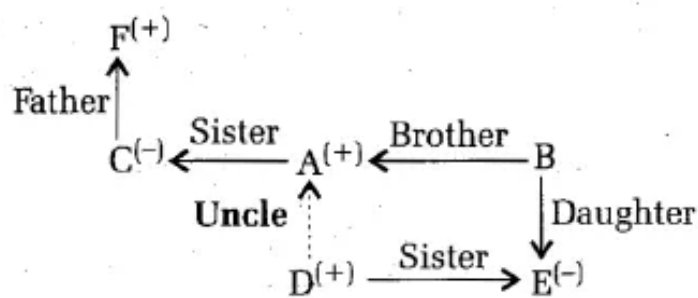 F(+)
Father
Sister Brother
C(-) A(+) B
Uncle Daughter
D(+) Sister E(-)